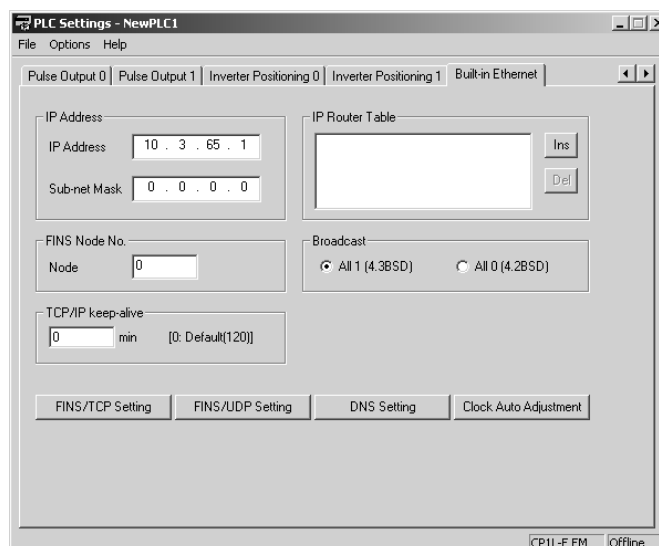 PLC Settings - NewPLC1
File Options Help
Pulse Output 0 Pulse Output 1 Inverter Positioning 0 Inverter Positioning 1 Built-in Ethernet
IP Address
IP Address 10 . 3 . 65 . 1
Sub-net Mask 0 . 0 . 0 . 0
IP Router Table
Ins
Del
FINS Node No.
Node 0
Broadcast
All 1 (4.3BSD) All 0 (4.2BSD)
TCP/IP keep-alive
0 min [0: Default(120)]
FINS/TCP Setting FINS/UDP Setting DNS Setting Clock Auto Adjustment
CP1L-E EM Offline